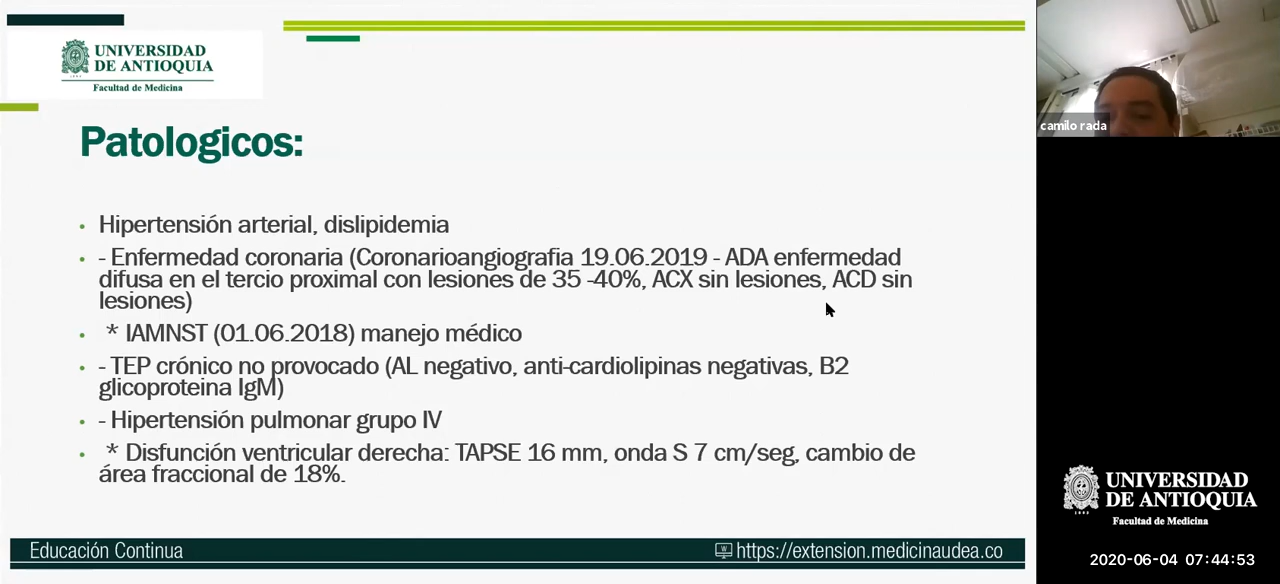 UNIVERSIDAD
DE ANTIOQUIA
1803
Facultad de Medicina
camilo rada
Patologicos:
• Hipertensión arterial, dislipidemia
• - Enfermedad coronaria (Coronarioangiografia 19.06.2019 - ADA enfermedad
difusa en el tercio proximal con lesiones de 35 -40%, ACX sin lesiones, ACD sin
lesiones)
• * IAMNST (01.06.2018) manejo médico
• - TEP crónico no provocado (AL negativo, anti-cardiolipinas negativas, B2
glicoproteina IgM)
• - Hipertensión pulmonar grupo IV
• * Disfunción ventricular derecha: TAPSE 16 mm, onda S 7 cm/seg, cambio de
área fraccional de 18%.
UNIVERSIDAD
DE ANTIOQUIA
1803
Facultad de Medicina
Educación Continua
https://extension.medicinaudea.co
2020-06-04 07:44:53